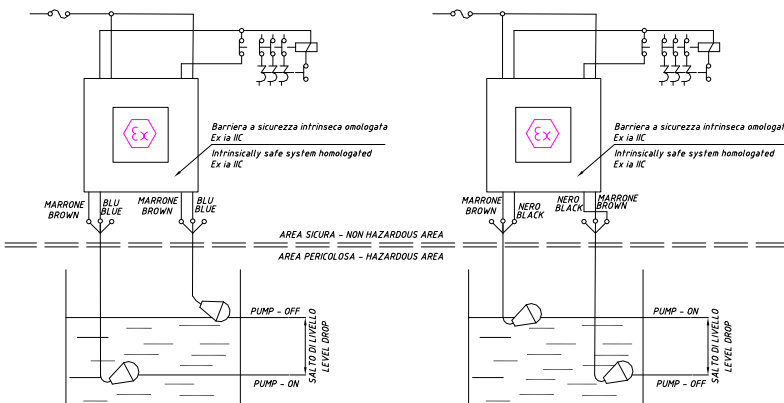 Ex
Barriera a sicurezza intrinseca omologata
Ex ia IIC
Intrinsically safe system homologated
Ex ia IIC
MARRONE
BROWN
BLU
BLUE
MARRONE
BROWN
BLU
BLUE
Ex
Barriera a sicurezza intrinseca omologat
Ex ia IIC
Intrinsically safe system homologated
Ex ia IIC
MARRONE
BROWN
NERO
BLACK
NERO
BLACK
MARRONE
BROWN
AREA SICURA - NON HAZARDOUS AREA
AREA PERICOLOSA - HAZARDOUS AREA
PUMP - OFF
PUMP - ON
SALTO DI LIVELLO
LEVEL DROP
PUMP - ON
PUMP - OFF
SALTO DI LIVELLO
LEVEL DROP